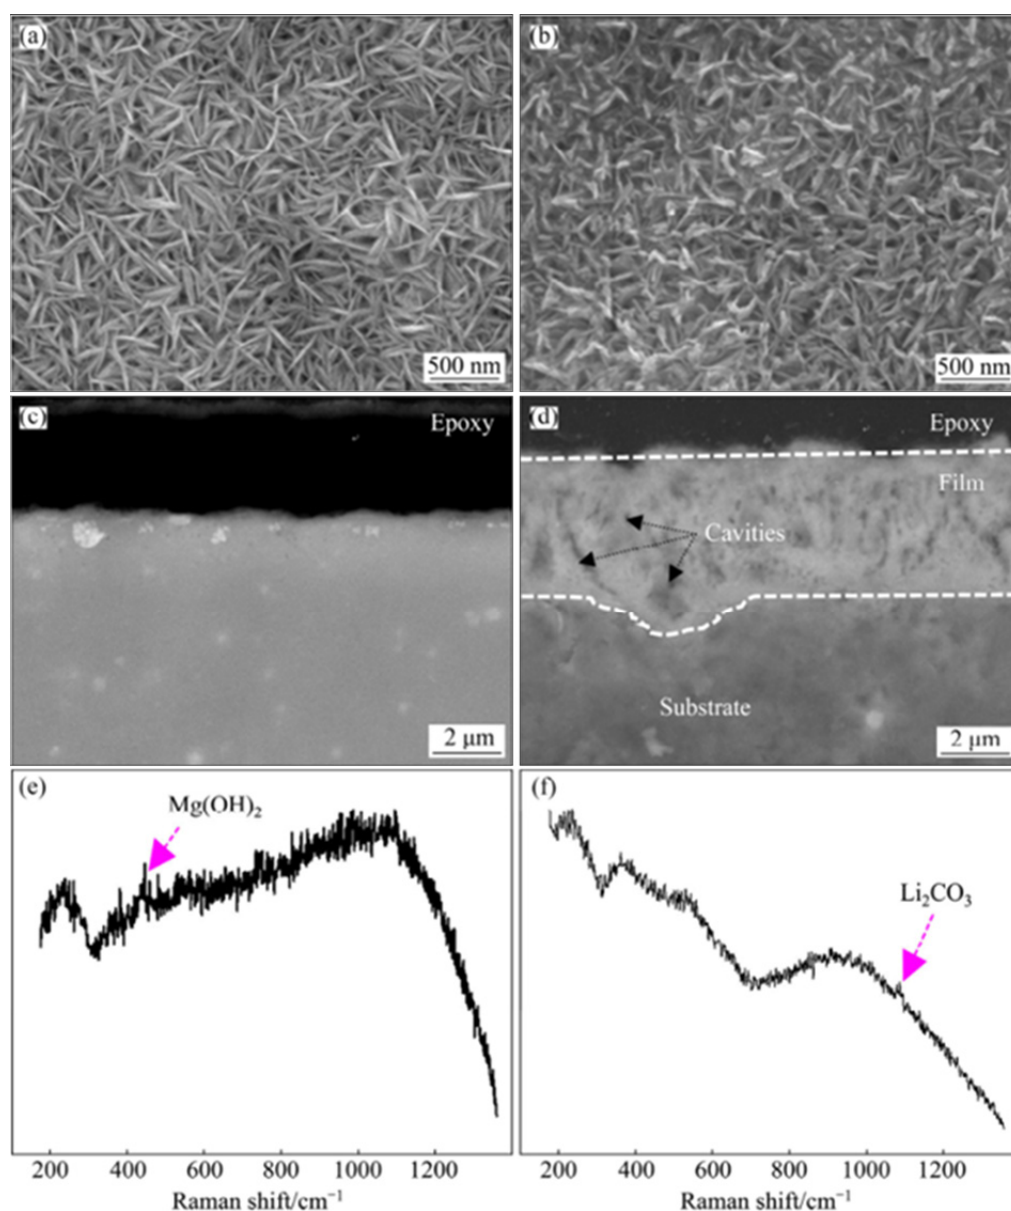 (a)
(b)
500 nm
500 nm
(c)
Epoxy
(d)
Epoxy
Film
Cavities
Substrate
2 μm
2 μm
(e)
Mg(OH)₂
(f)
Li₂CO₃
200 400 600 800 1000 1200
200 400 600 800 1000 1200
Raman shift/cm⁻¹
Raman shift/cm⁻¹